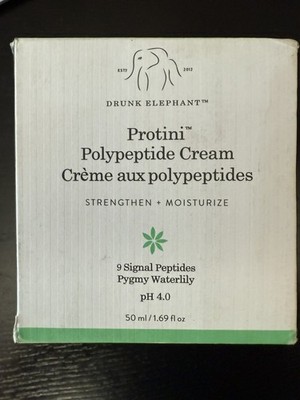 ESTD 2012
DRUNK ELEPHANT™
Protini™
Polypeptide Cream
Crème aux polypeptides
STRENGTHEN + MOISTURIZE
9 Signal Peptides
Pygmy Waterlily
pH 4.0
50 ml / 1.69 fl oz